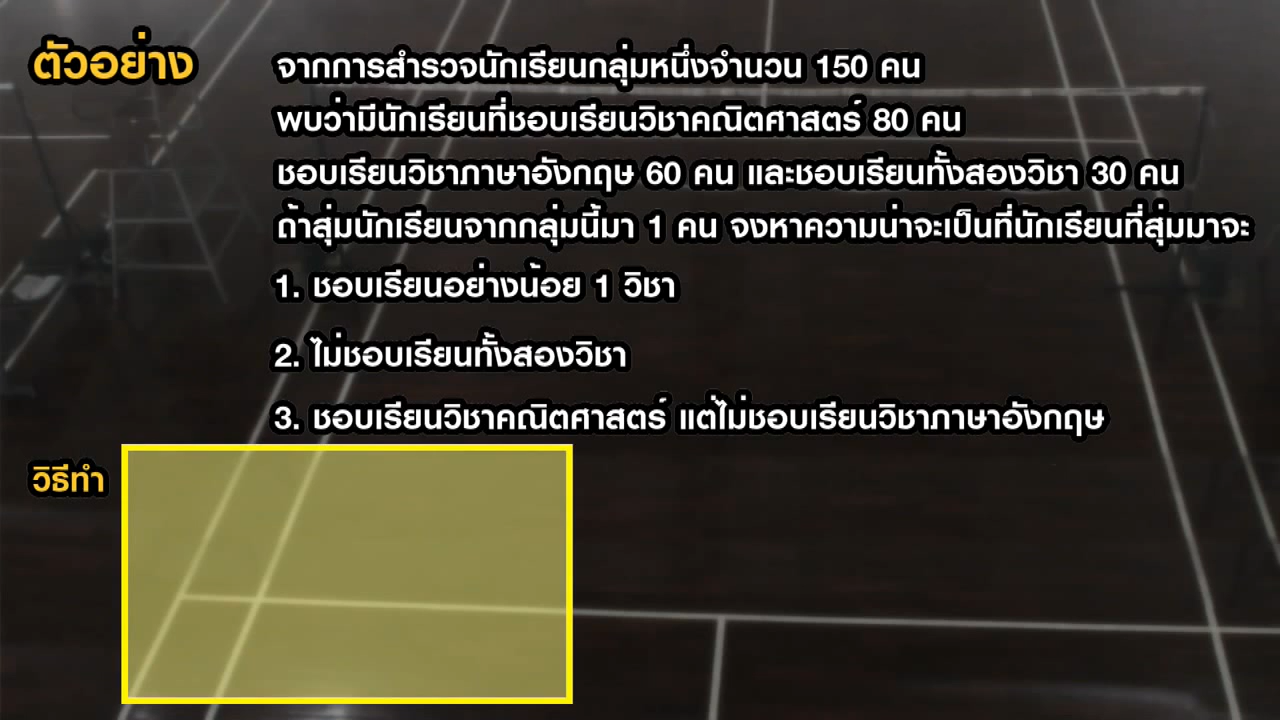 ตัวอย่าง
จากการสำรวจนักเรียนกลุ่มหนึ่งจำนวน 150 คน
พบว่ามีนักเรียนที่ชอบเรียนวิชาคณิตศาสตร์ 80 คน
ชอบเรียนวิชาภาษาอังกฤษ 60 คน และชอบเรียนทั้งสองวิชา 30 คน
ถ้าสุ่มนักเรียนจากกลุ่มนี้มา 1 คน จงหาความน่าจะเป็นที่นักเรียนที่สุ่มมาจะ
1. ชอบเรียนอย่างน้อย 1 วิชา
2. ไม่ชอบเรียนทั้งสองวิชา
3. ชอบเรียนวิชาคณิตศาสตร์ แต่ไม่ชอบเรียนวิชาภาษาอังกฤษ
วิธีทำ